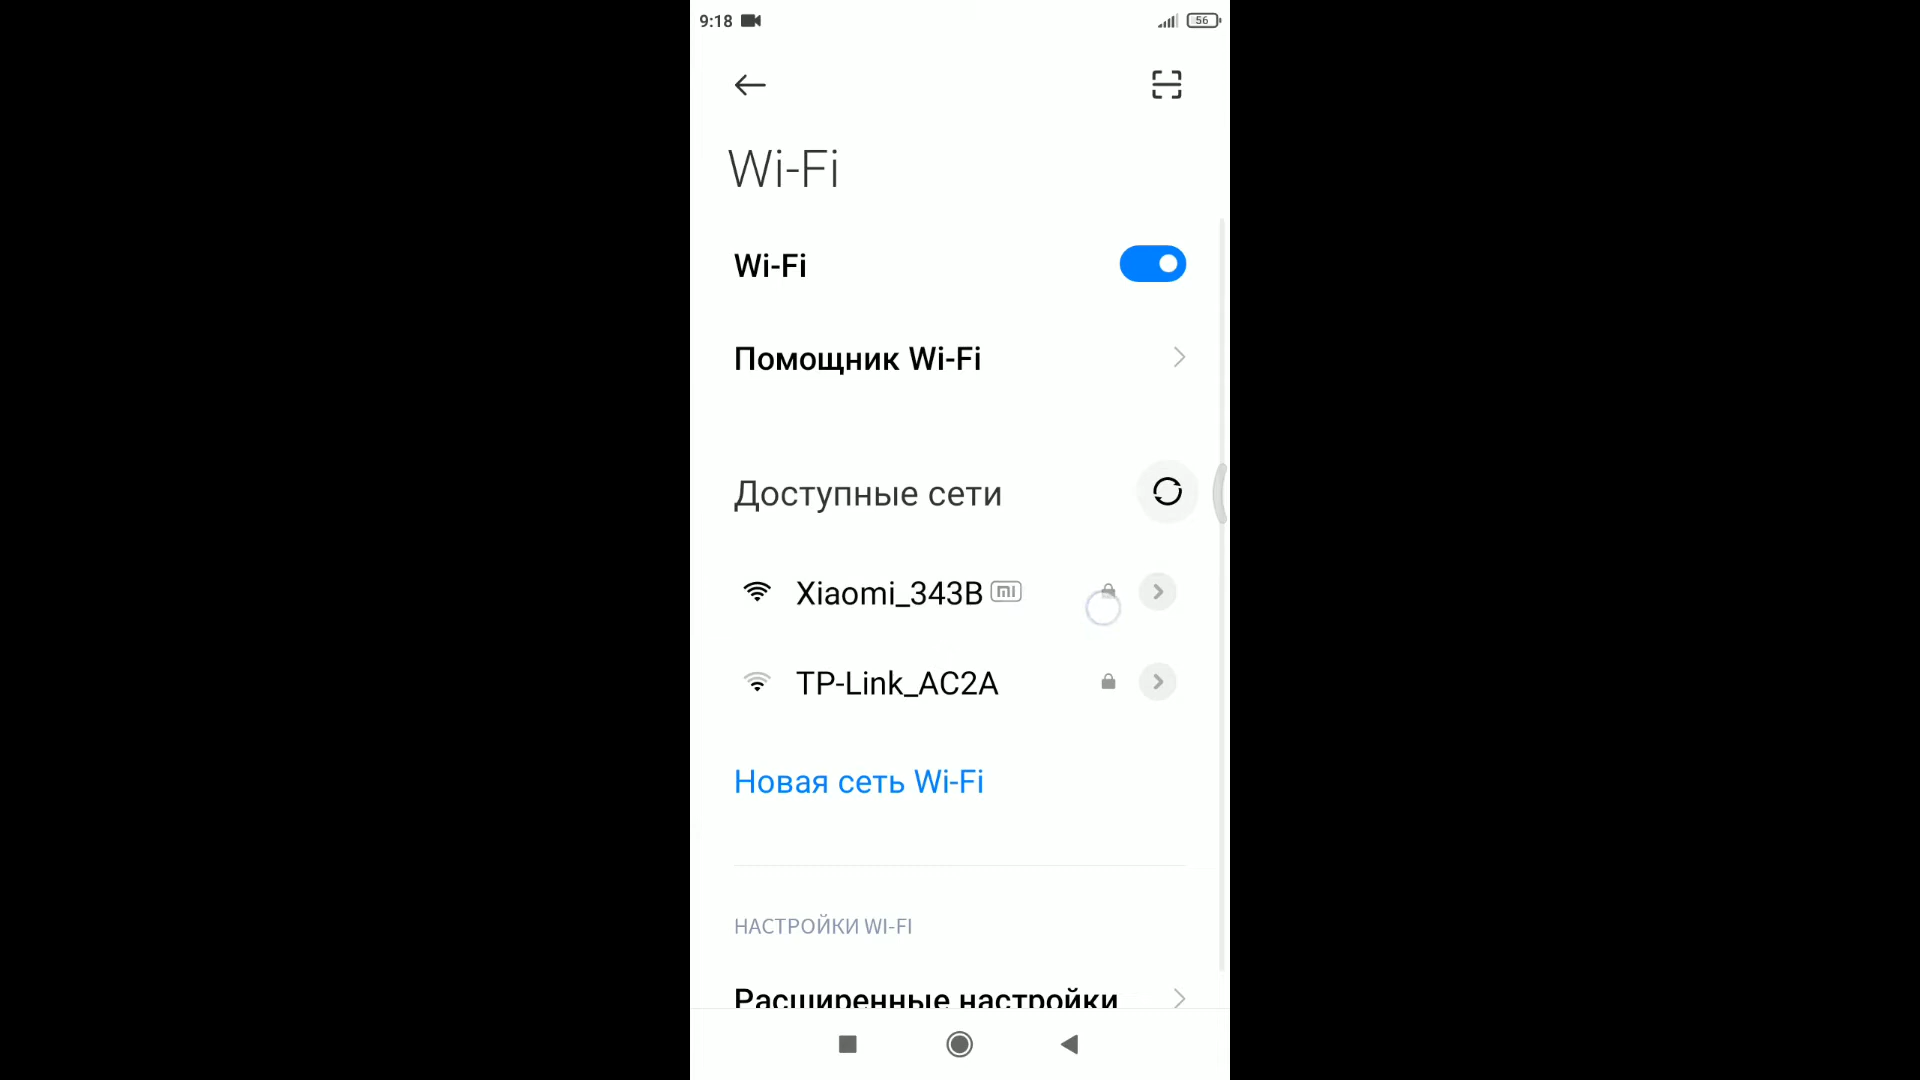 9:18
56
Wi-Fi
Wi-Fi
Помощник Wi-Fi
Доступные сети
Xiaomi_343B mi
TP-Link_AC2A
Новая сеть Wi-Fi
НАСТРОЙКИ WI-FI
Расширенные настройки